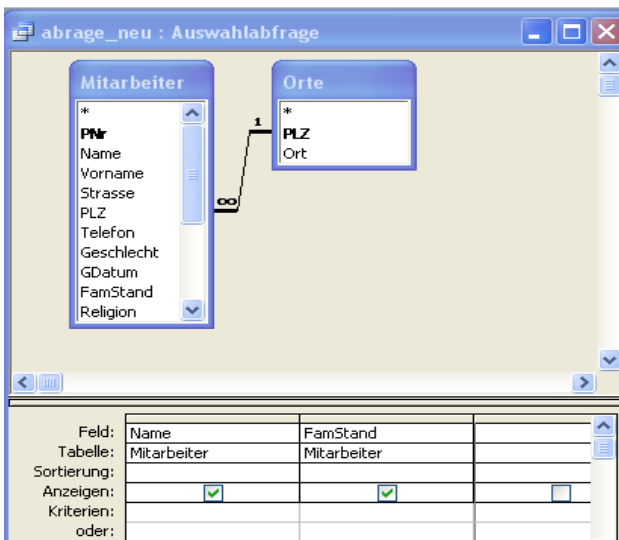 abrage_neu : Auswahlabfrage
Mitarbeiter
*
PNr
Name
Vorname
Strasse
PLZ
Telefon
Geschlecht
GDatum
FamStand
Religion
1
∞
Orte
*
PLZ
Ort
Feld: Name FamStand
Tabelle: Mitarbeiter Mitarbeiter
Sortierung:
Anzeigen:
Kriterien:
oder: